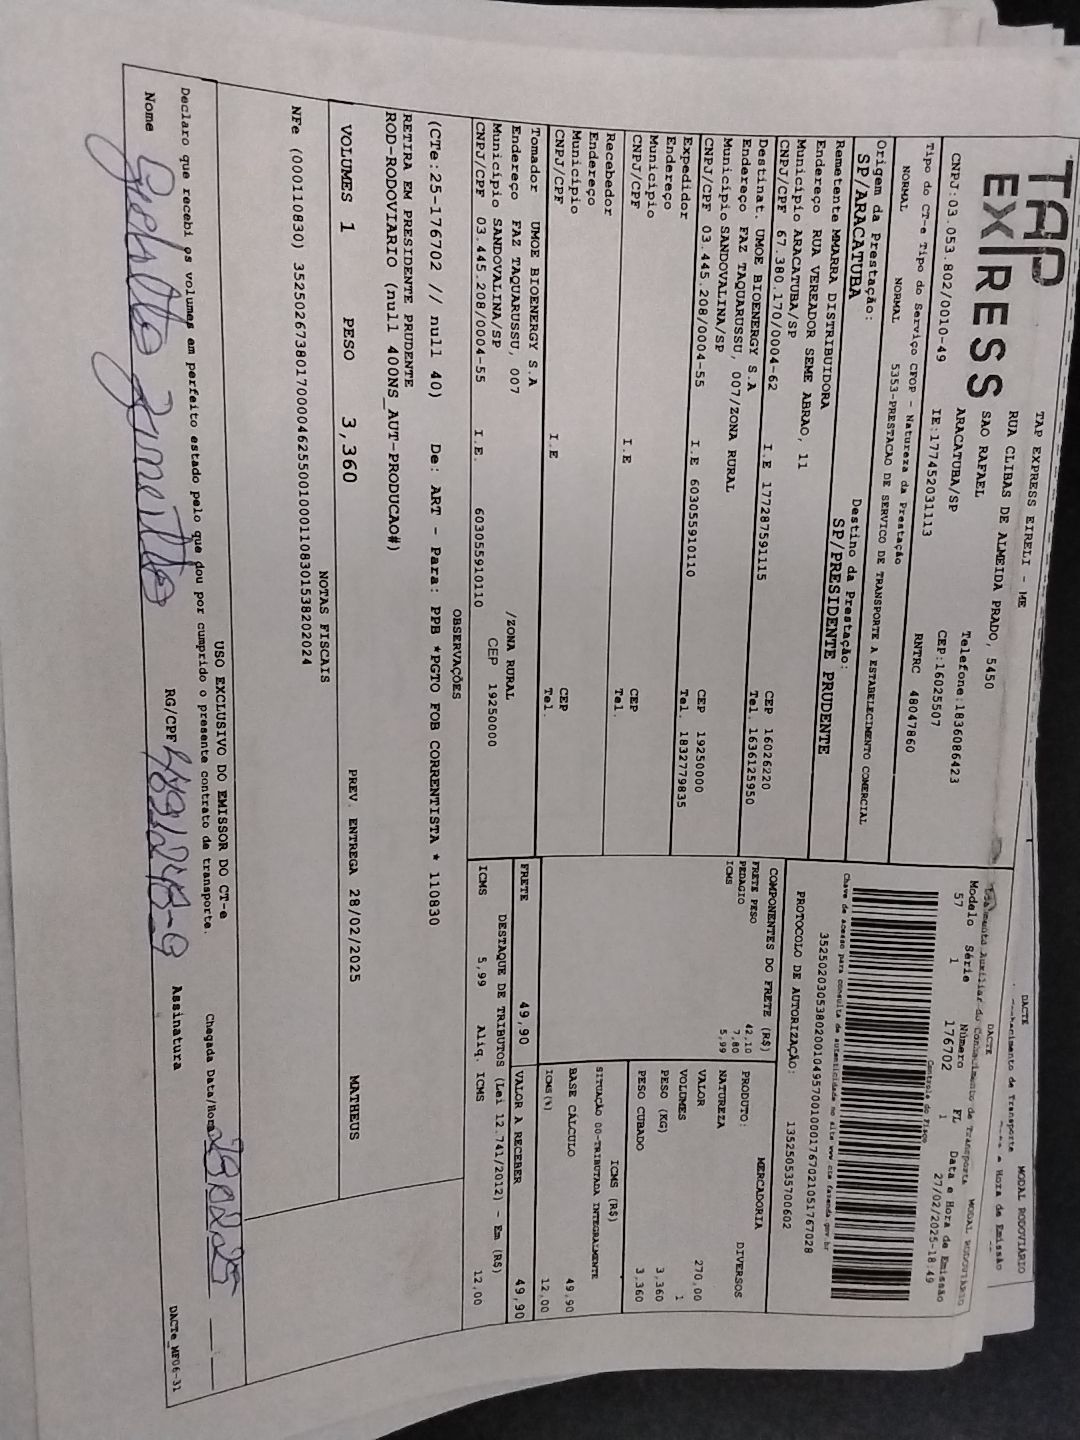 TAP EXPRESS
TAP EXPRESS EIRELI - ME
RUA CLIBAS DE ALMEIDA PRADO, 5450
SAO RAFAEL
ARACATUBA/SP
Telefone:1836086423
CNPJ:03.053.802/0010-49 IE:177452031113 CEP:16025507
Tipo do CT-e Tipo do Serviço CFOP - Natureza da Prestação RNTRC 48047860
NORMAL NORMAL 5353-PRESTACAO DE SERVICO DE TRANSPORTE A ESTABELECIMENTO COMERCIAL
Origem da Prestação: Destino da Prestação:
SP/ARACATUBA SP/PRESIDENTE PRUDENTE
Remetente MMARRA DISTRIBUIDORA
Endereço RUA VEREADOR SEME ABRAO, 11
Município ARACATUBA/SP CEP 16026220
CNPJ/CPF 67.380.170/0004-62 I.E 177287591115 Tel. 1636125950
Destinat. UMOE BIOENERGY S.A
Endereço FAZ TAQUARUSSU, 007/ZONA RURAL
Município SANDOVALINA/SP CEP 19250000
CNPJ/CPF 03.445.208/0004-55 I.E 603055910110 Tel. 18327779835
Expedidor
Endereço
Município CEP
CNPJ/CPF I.E Tel.
Recebedor
Endereço
Município CEP
CNPJ/CPF I.E Tel.
Tomador UMOE BIOENERGY S.A
Endereço FAZ TAQUARUSSU, 007 /ZONA RURAL
Município SANDOVALINA/SP CEP 19250000
CNPJ/CPF 03.445.208/0004-55 I.E. 603055910110
MODAL RODOVIÁRIO
DACTE
Modelo Série Número FL Data e Hora de Emissão
57 1 176702 1 27/02/2025-18:49
Controle do Fisco
Chave de acesso para consulta de autenticidade no site www.cte.fazenda.gov.br
35250203053802001049570010001767021051767028
PROTOCOLO DE AUTORIZAÇÃO: 135250535700602
COMPONENTES DO FRETE (R$)
FRETE PESO 42,10
PEDAGIO 7,80
ICMS 5,99
MERCADORIA
PRODUTO: DIVERSOS
NATUREZA
VALOR 270,00
VOLUMES 1
PESO (KG) 3,360
PESO CUBADO 3,360
ICMS (R$)
SITUAÇÃO 00-TRIBUTADA INTEGRALMENTE
BASE CÁLCULO 49,90
ICMS(%) 12,00
FRETE 49,90 VALOR A RECEBER 49,90
DESTAQUE DE TRIBUTOS (Lei 12.741/2012) - Em (R$)
ICMS 5,99 Aliq. ICMS 12,00
OBSERVAÇÕES
(CTe:25-176702 // null 40) De: ART - Para: PPB *PGTO FOB CORRENTISTA * 110830
RETIRA EM PRESIDENTE PRUDENTE
ROD-RODOVIARIO (null 400NS_AUT-PRODUCAO#)
VOLUMES 1 PESO 3,360 PREV. ENTREGA 28/02/2025 MATHEUS
NOTAS FISCAIS
NFe (000110830) 35250267380170000462550010001108301538202024
USO EXCLUSIVO DO EMISSOR DO CT-e
Declaro que recebi os volumes em perfeito estado pelo que dou por cumprido o presente contrato de transporte.
Chegada Data/Hora 28 02 25
Nome RG/CPF Assinatura
DACTe_MF06-31